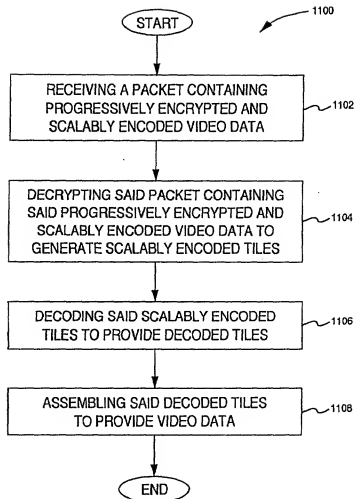 START
1100
RECEIVING A PACKET CONTAINING
PROGRESSIVELY ENCRYPTED AND
SCALABLY ENCODED VIDEO DATA
1102
DECRYPTING SAID PACKET CONTAINING
SAID PROGRESSIVELY ENCRYPTED AND
SCALABLY ENCODED VIDEO DATA TO
GENERATE SCALABLY ENCODED TILES
1104
DECODING SAID SCALABLY ENCODED
TILES TO PROVIDE DECODED TILES
1106
ASSEMBLING SAID DECODED TILES
TO PROVIDE VIDEO DATA
1108
END